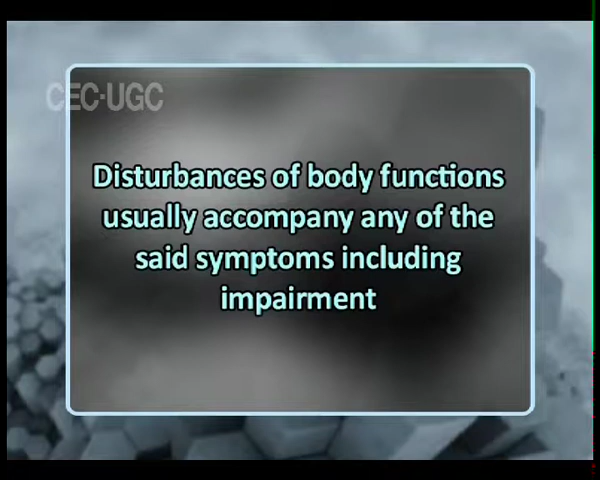 CEC-UGC
Disturbances of body functions
usually accompany any of the
said symptoms including
impairment